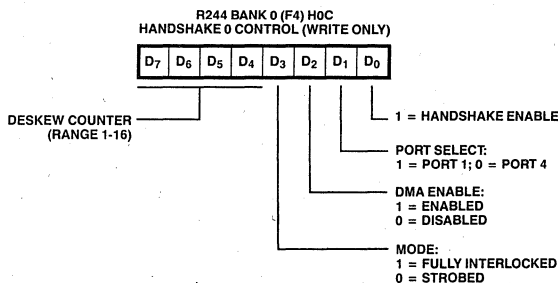 R244 BANK 0 (F4) H0C
HANDSHAKE 0 CONTROL (WRITE ONLY)
D7 D6 D5 D4 D3 D2 D1 D0
DESKEW COUNTER
(RANGE 1-16)
1 = HANDSHAKE ENABLE
PORT SELECT:
1 = PORT 1; 0 = PORT 4
DMA ENABLE:
1 = ENABLED
0 = DISABLED
MODE:
1 = FULLY INTERLOCKED
0 = STROBED